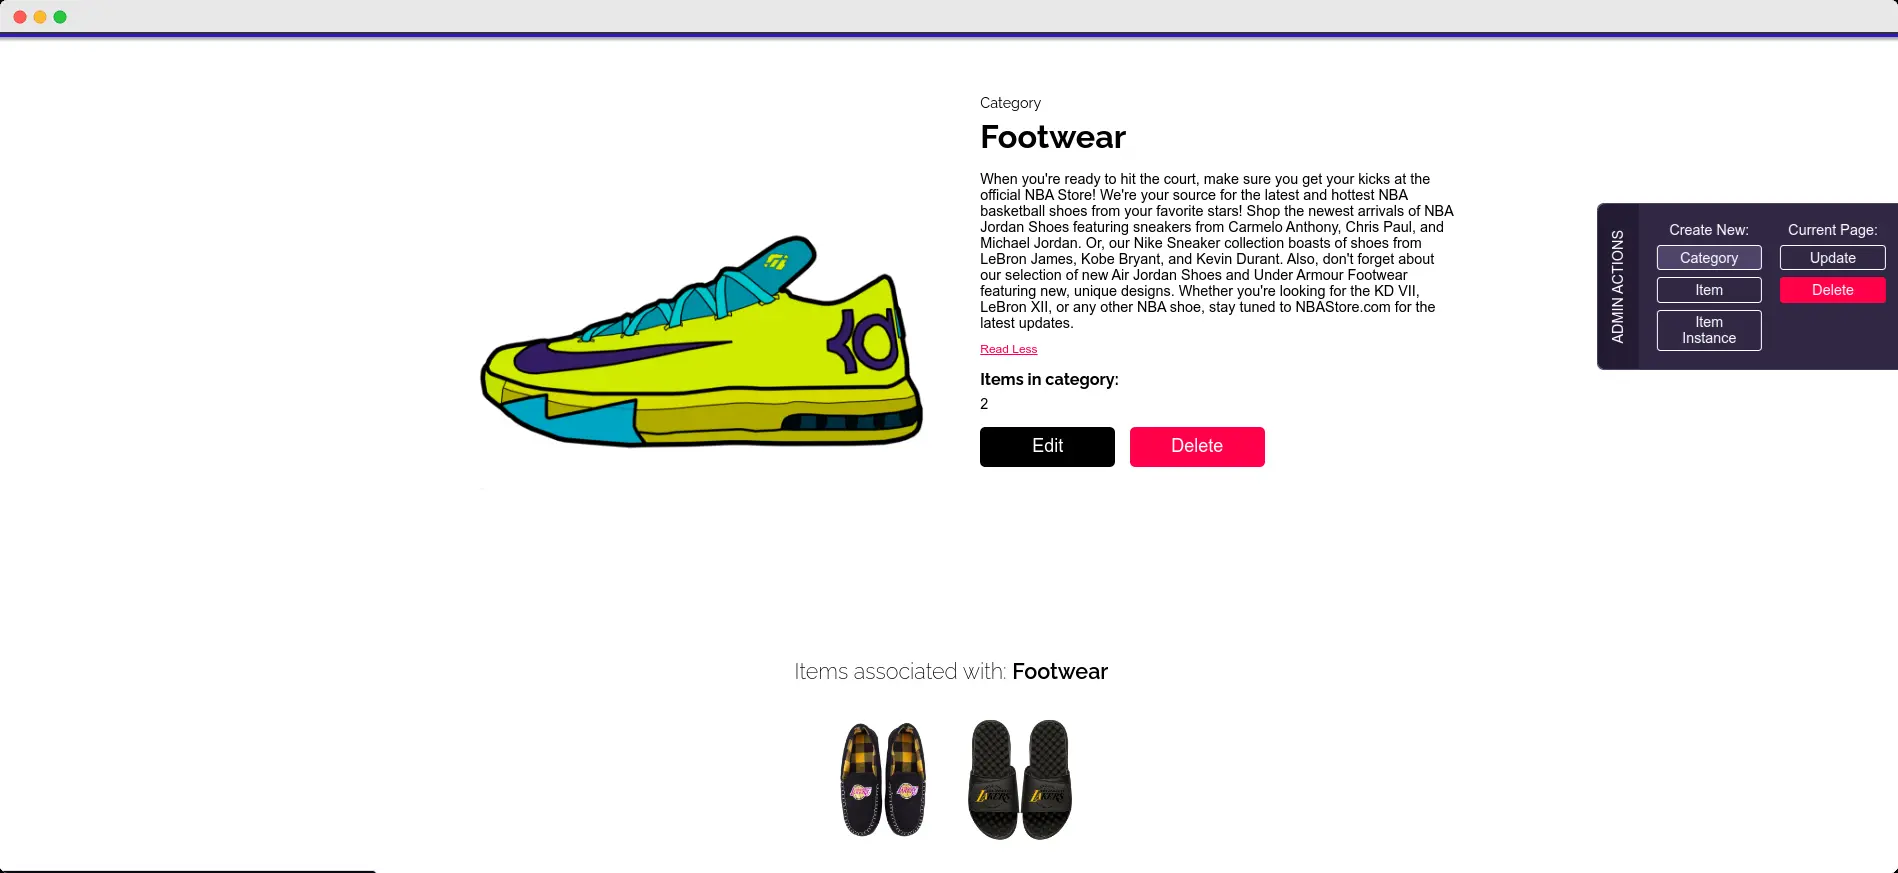 Category
Footwear
When you're ready to hit the court, make sure you get your kicks at the
official NBA Store! We're your source for the latest and hottest NBA
basketball shoes from your favorite stars! Shop the newest arrivals of NBA
Jordan Shoes featuring sneakers from Carmelo Anthony, Chris Paul, and
Michael Jordan. Or, our Nike Sneaker collection boasts of shoes from
LeBron James, Kobe Bryant, and Kevin Durant. Also, don't forget about
our selection of new Air Jordan Shoes and Under Armour Footwear
featuring new, unique designs. Whether you're looking for the KD VII,
LeBron XII, or any other NBA shoe, stay tuned to NBAStore.com for the
latest updates.
Read Less
Items in category:
2
Edit
Delete
ADMIN ACTIONS
Create New:
Category
Item
Item
Instance
Current Page:
Update
Delete
Items associated with: Footwear
LAKERS
LAKERS